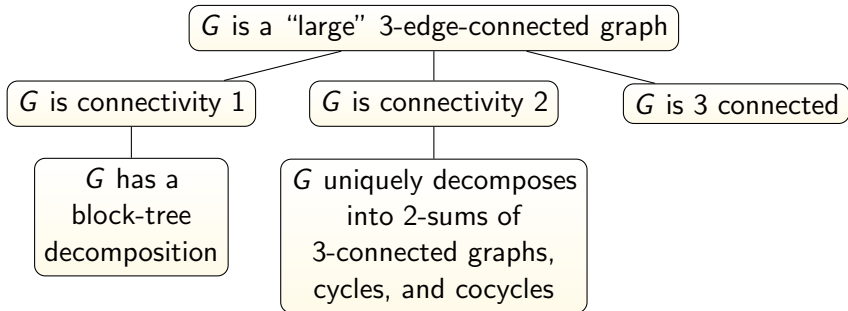 G is a “large” 3-edge-connected graph
G is connectivity 1
G is connectivity 2
G is 3 connected
G has a
block-tree
decomposition
G uniquely decomposes
into 2-sums of
3-connected graphs,
cycles, and cocycles